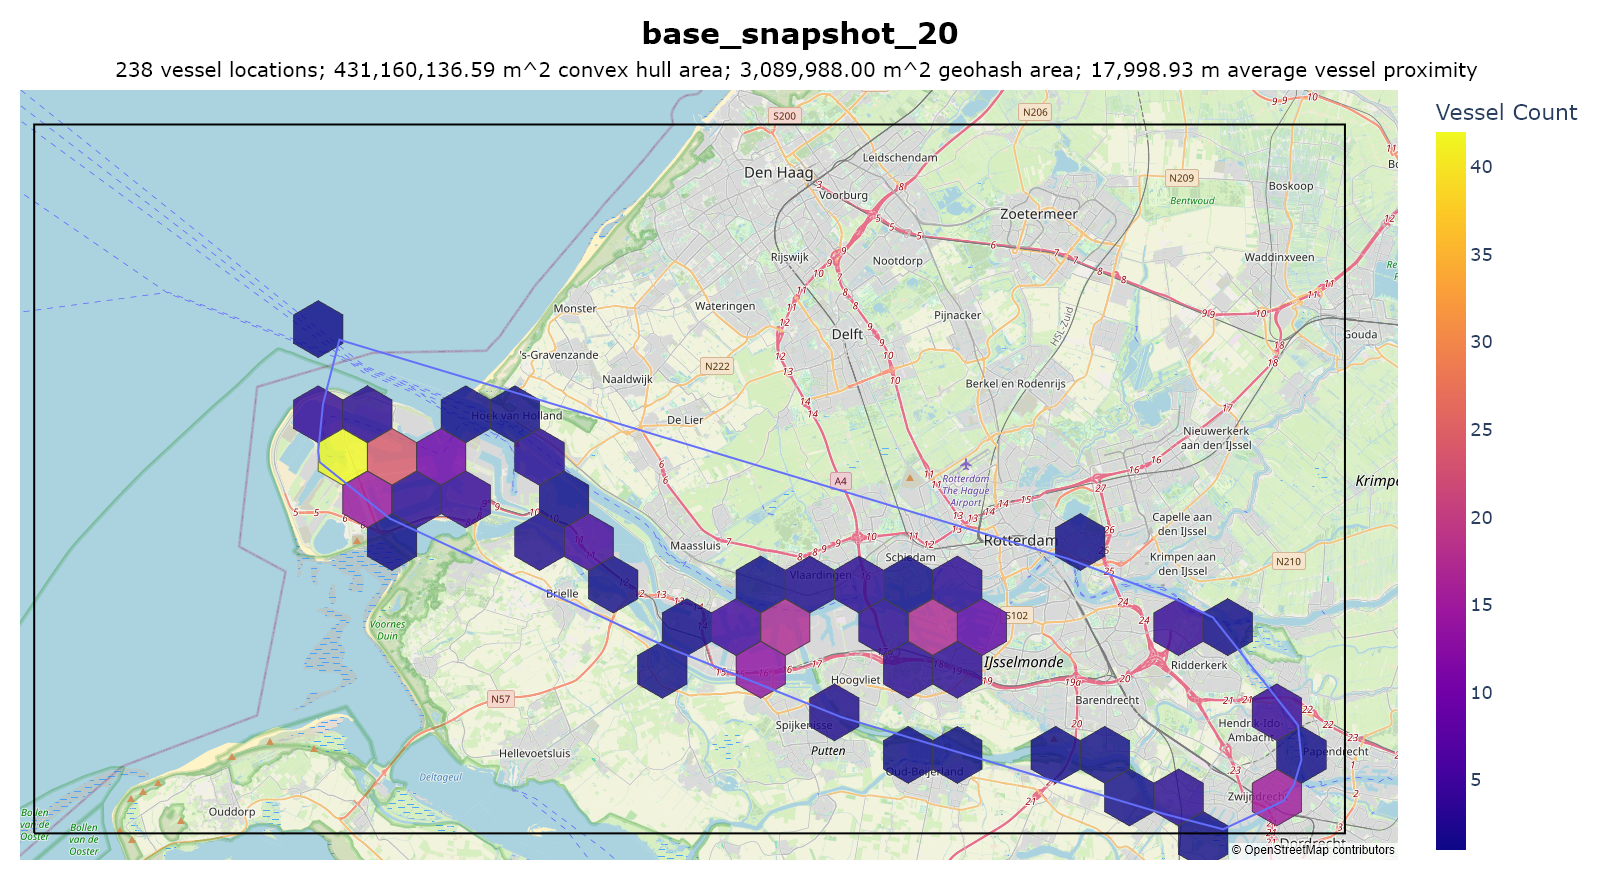 base_snapshot_20
238 vessel locations; 431,160,136.59 m^2 convex hull area; 3,089,988.00 m^2 geohash area; 17,998.93 m average vessel proximity
Vessel Count
40
35
30
25
20
15
10
5
S200
N206
Leidschendam
Den Haag
N209
Boskoop
Voorburg
Bentwoud
Zoetermeer
Rijswijk
Nootdorp
Waddinxveen
Monster
Wateringen
Pijnacker
HSL-Zuid
Delft
Gouda
's-Gravenzande
N222
Naaldwijk
Berkel en Rodenrijs
Hoek van Holland
De Lier
Nieuwerkerk
aan den IJssel
A4
Rotterdam
The Hague
Airport
Krimpe
Capelle aan
den IJssel
Maassluis
Rotterdam
Schiedam
Krimpen aan
den IJssel
N210
Vlaardingen
Brielle
S102
Voornes
Duin
IJsselmonde
Ridderkerk
Hoogvliet
N57
Barendrecht
Spijkenisse
Hendrik-Ido-
Ambacht
Putten
Papendrecht
Hellevoetsluis
Oud-Beijerland
Deltageul
Zwijndrecht
Ouddorp
Bollen
van de
Ooster
Bollen
van de
Ooster
Dordrecht
© OpenStreetMap contributors